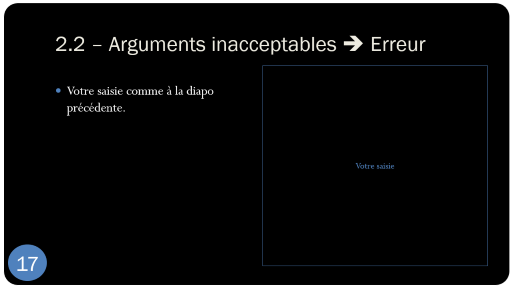 2.2 – Arguments inacceptables ➔ Erreur
• Votre saisie comme à la diapo
précédente.
Votre saisie
17